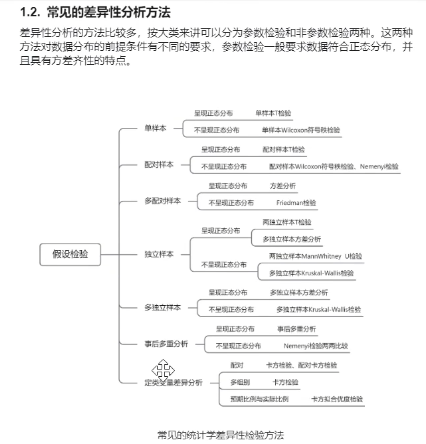 1.2. 常见的差异性分析方法
差异性分析的方法比较多，按大类来讲可以分为参数检验和非参数检验两种。这两种
方法对数据分布的前提条件有不同的要求，参数检验一般要求数据符合正态分布，并
且具有方差齐性的特点。
假设检验
单样本
呈现正态分布 单样本T检验
不呈现正态分布 单样本Wilcoxon符号秩检验
配对样本
呈现正态分布 配对样本T检验
不呈现正态分布 配对样本Wilcoxon符号秩检验、Nemenyi检验
多配对样本
呈现正态分布 方差分析
不呈现正态分布 Friedman检验
独立样本
呈现正态分布
两独立样本T检验
多独立样本方差分析
不呈现正态分布
两独立样本MannWhitney U检验
多独立样本Kruskal-Wallis检验
多独立样本
呈现正态分布 多独立样本方差分析
不呈现正态分布 多独立样本Kruskal-Wallis检验
事后多重分析
呈现正态分布 事后多重分析
不呈现正态分布 Nemenyi检验两两比较
定类变量差异分析
配对 卡方检验、配对卡方检验
多组别 卡方检验
预期比例与实际比例 卡方拟合优度检验
常见的统计学差异性检验方法